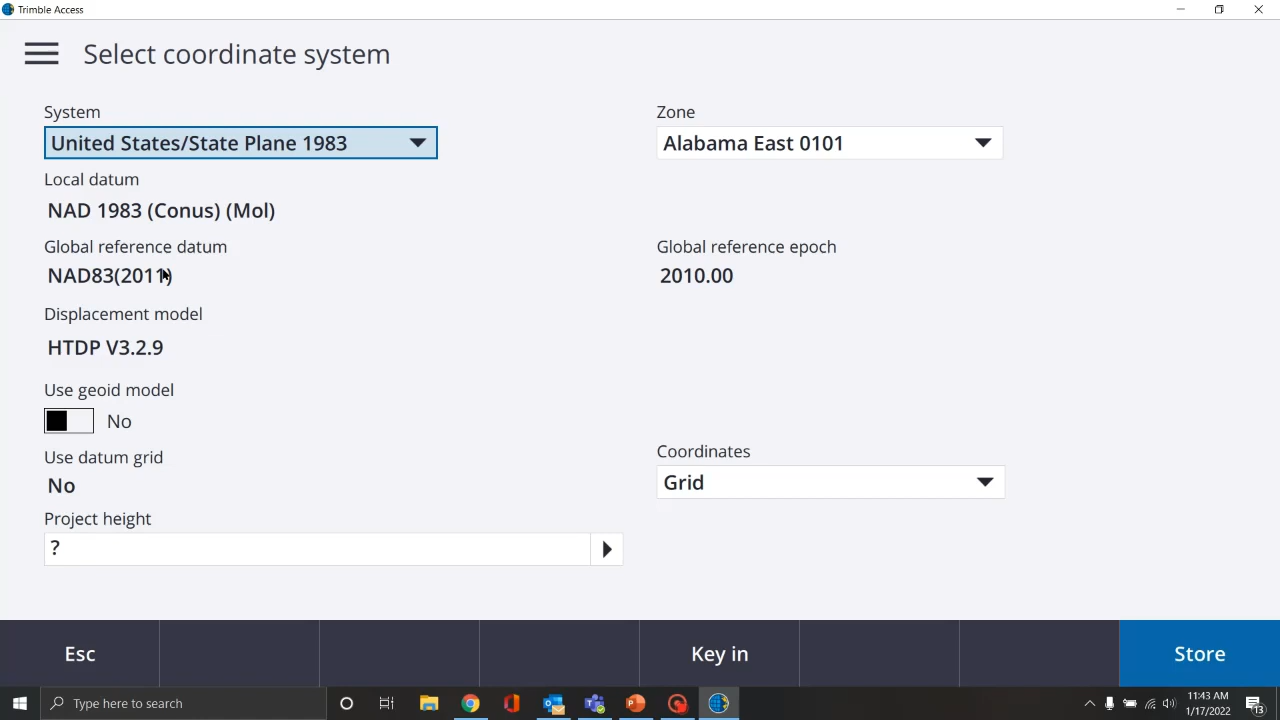 Trimble Access
Select coordinate system
System
United States/State Plane 1983
Zone
Alabama East 0101
Local datum
NAD 1983 (Conus) (Mol)
Global reference datum
NAD83(2011)
Global reference epoch
2010.00
Displacement model
HTDP V3.2.9
Use geoid model
No
Use datum grid
No
Coordinates
Grid
Project height
?
Esc
Key in
Store
Type here to search
11:43 AM
1/17/2022
13